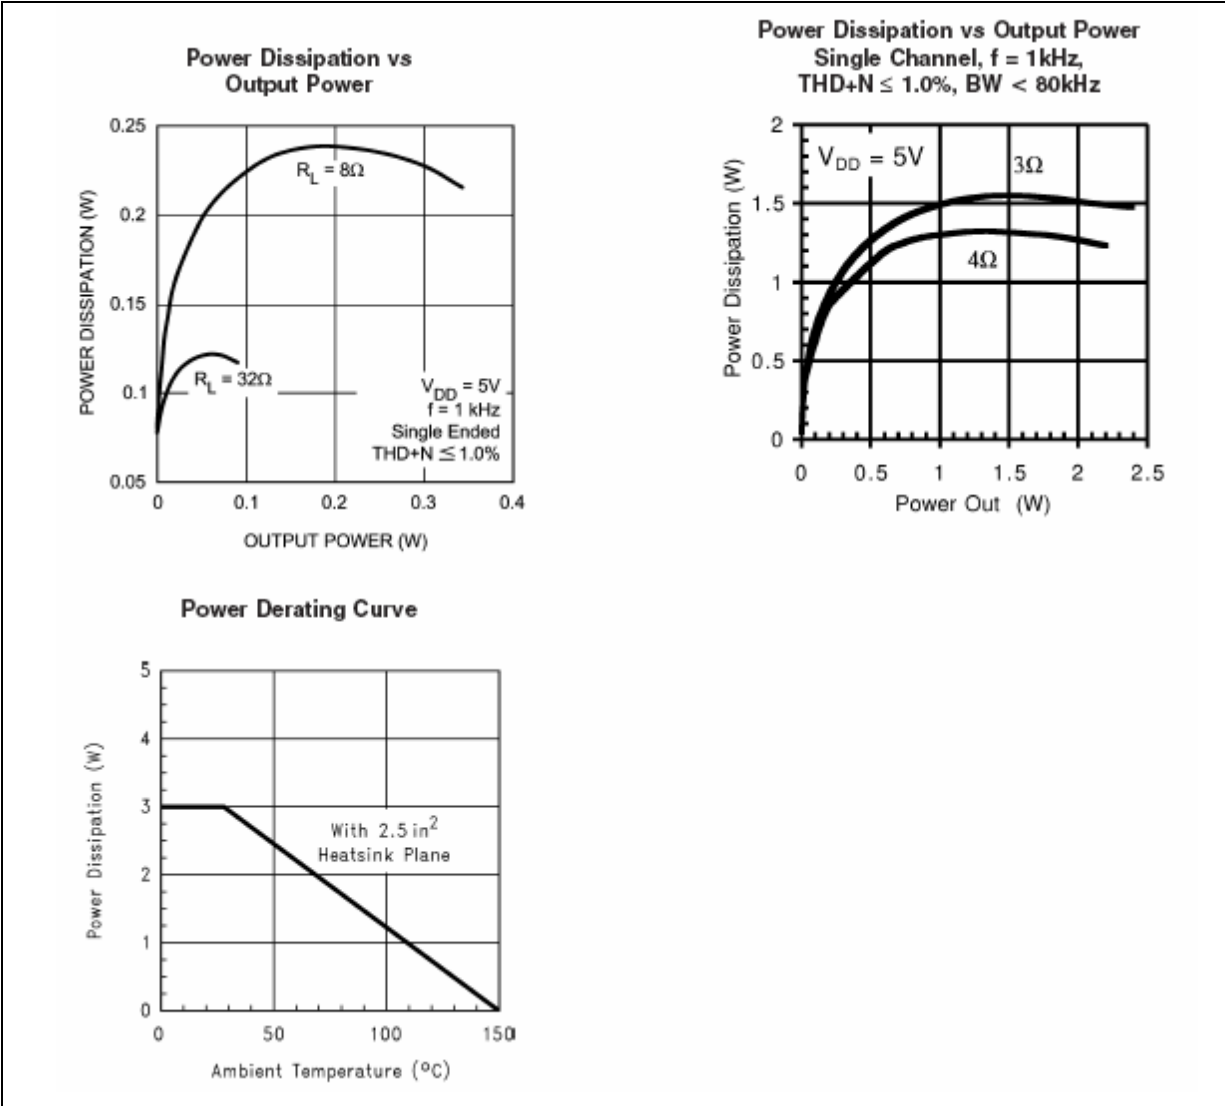 Power Dissipation vs
Output Power
0.25
0.2
0.15
0.1
0.05
0
0.1
0.2
0.3
0.4
POWER DISSIPATION (W)
OUTPUT POWER (W)
R_L = 8Ω
R_L = 32Ω
V_DD = 5V
f = 1 kHz
Single Ended
THD+N ≤ 1.0%
Power Dissipation vs Output Power
Single Channel, f = 1kHz,
THD+N ≤ 1.0%, BW < 80kHz
2
1.5
1
0.5
0
0
0.5
1
1.5
2
2.5
Power Dissipation (W)
Power Out (W)
V_DD = 5V
3Ω
4Ω
Power Derating Curve
5
4
3
2
1
0
0
50
100
150
Power Dissipation (W)
Ambient Temperature (ºC)
With 2.5 in²
Heatsink Plane